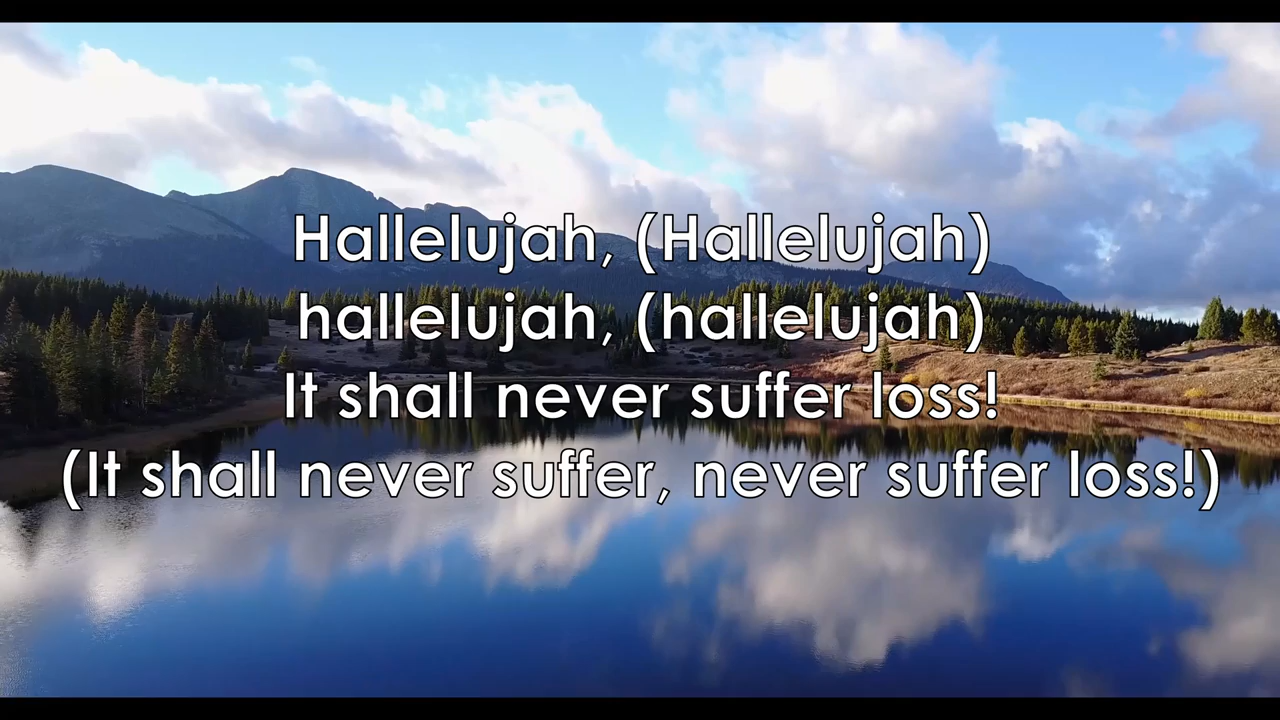 Hallelujah, (Hallelujah)
hallelujah, (hallelujah)
It shall never suffer loss!
(It shall never suffer, never suffer loss!)